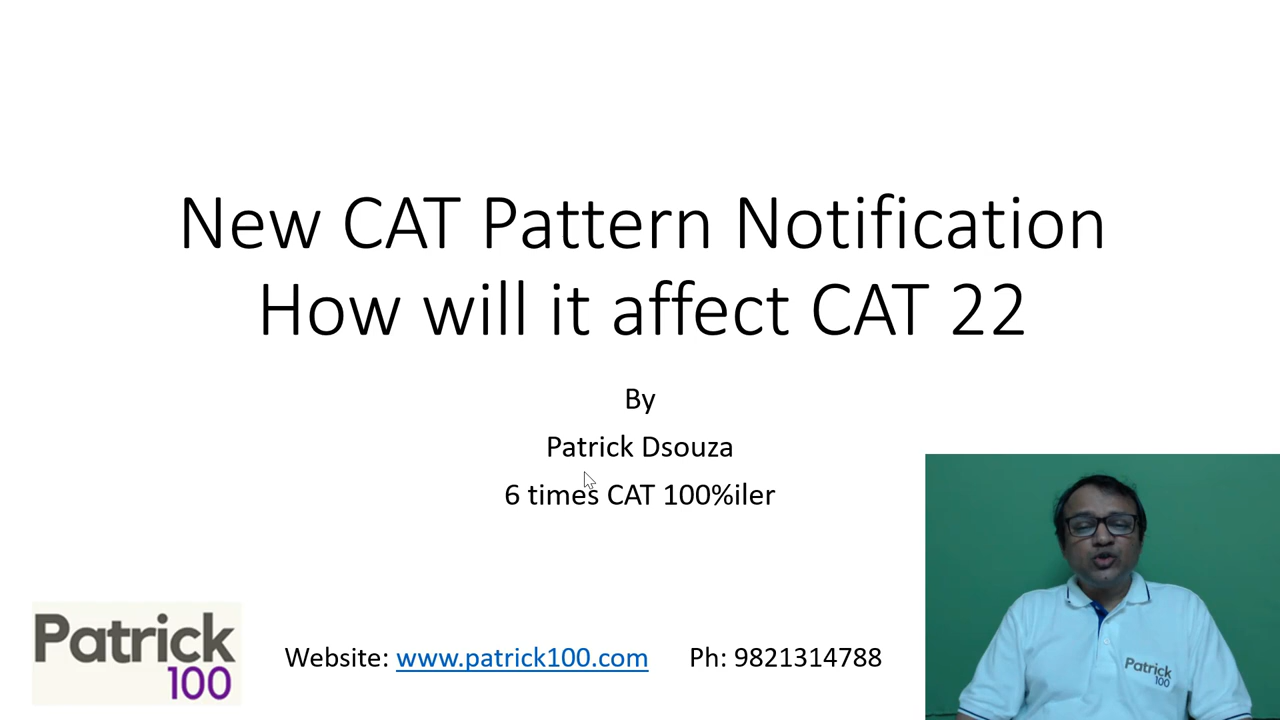 New CAT Pattern Notification
How will it affect CAT 22
By
Patrick Dsouza
6 times CAT 100%iler
Patrick
100
Website: www.patrick100.com Ph: 9821314788
Patrick
100